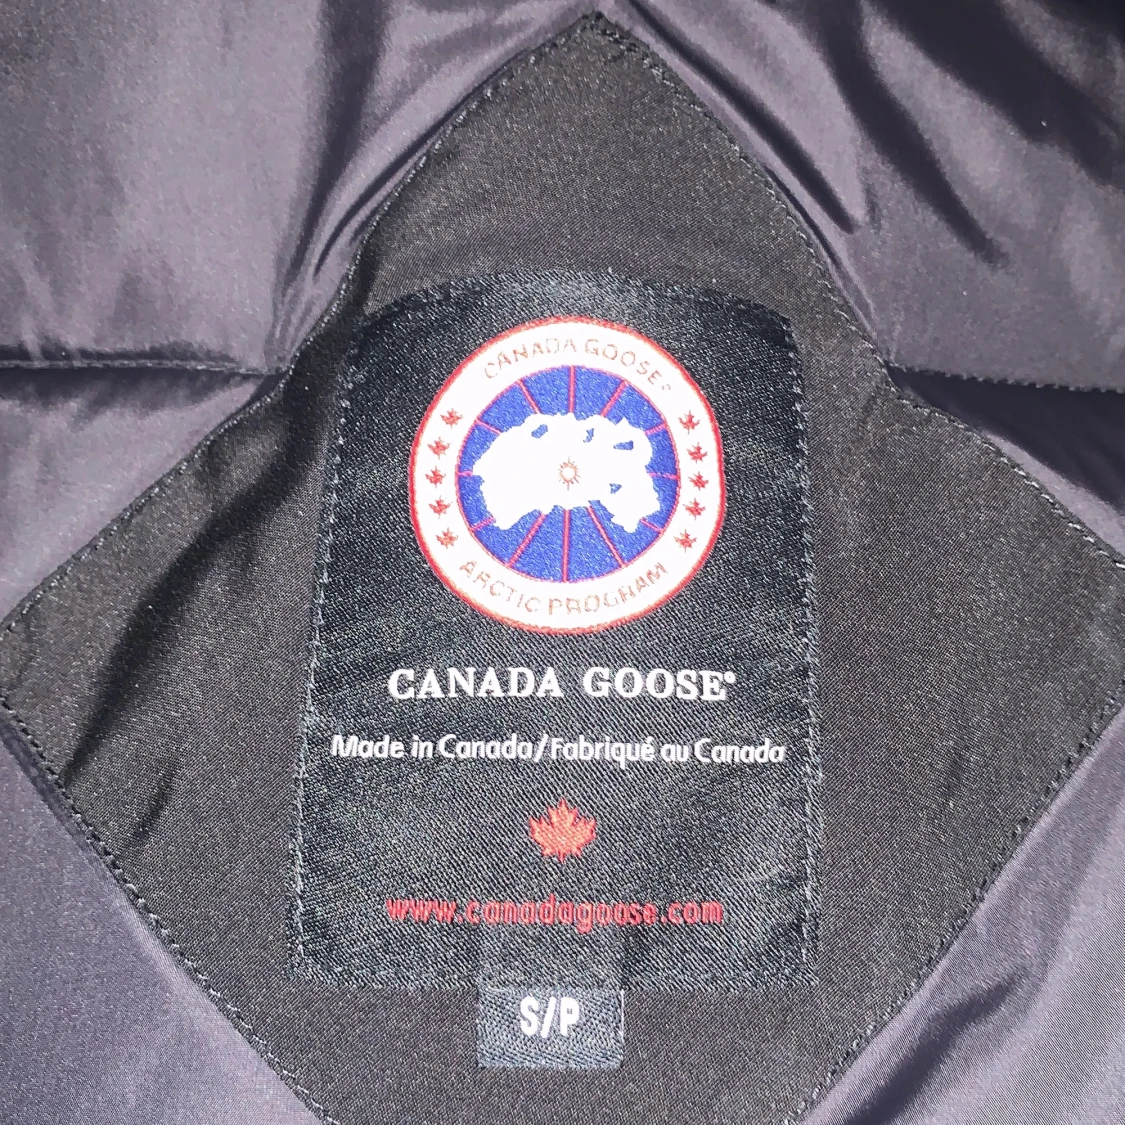 CANADA GOOSE®
ARCTIC PROGRAM
CANADA GOOSE®
Made in Canada/Fabriqué au Canada
www.canadagoose.com
S/P